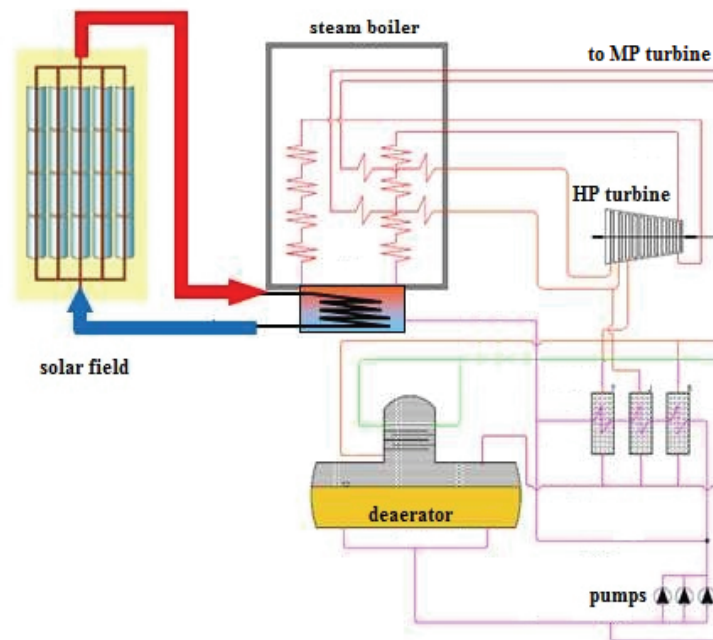 steam boiler
to MP turbine
HP turbine
solar field
deaerator
pumps